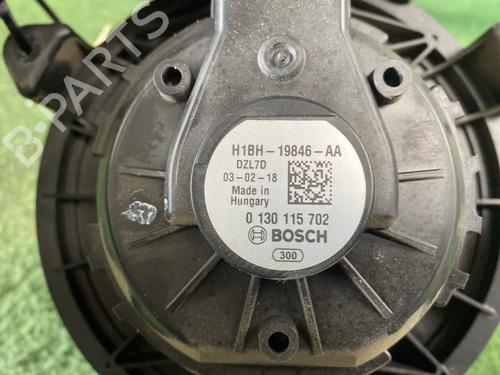 H1BH-19846-AA
DZL7D
03-02-18
Made in
Hungary
0 130 115 702
BOSCH
300
B-PARTS